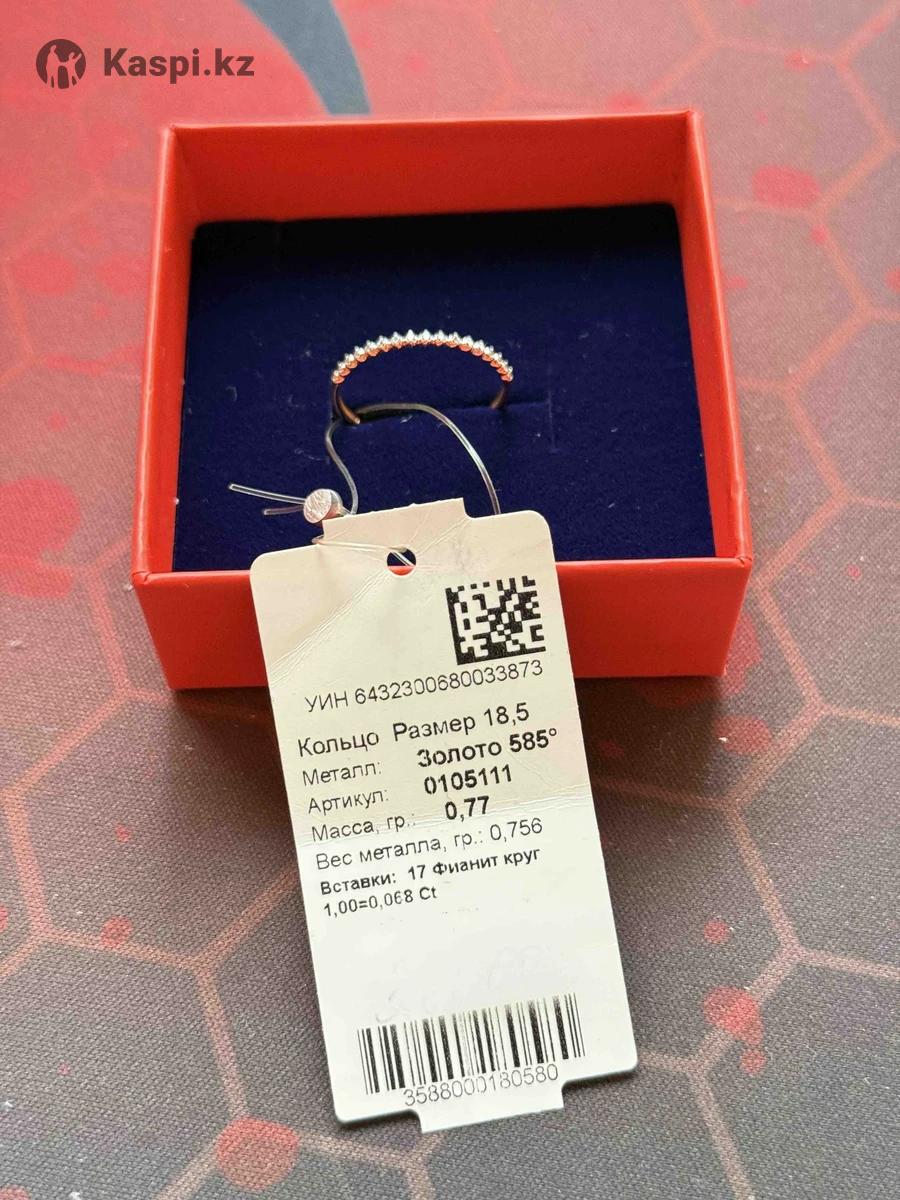 Kaspi.kz
УИН 6432300680033873
Кольцо Размер 18,5
Металл: Золото 585°
Артикул: 0105111
Масса, гр.: 0,77
Вес металла, гр.: 0,756
Вставки: 17 Фианит круг
1,00=0,068 Ct
3588000180580